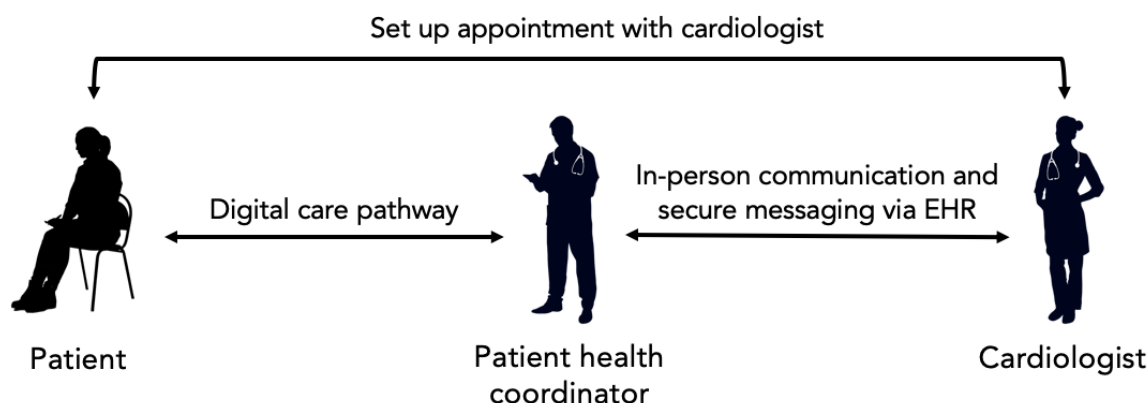 Set up appointment with cardiologist
Digital care pathway
In-person communication and
secure messaging via EHR
Patient
Patient health
coordinator
Cardiologist